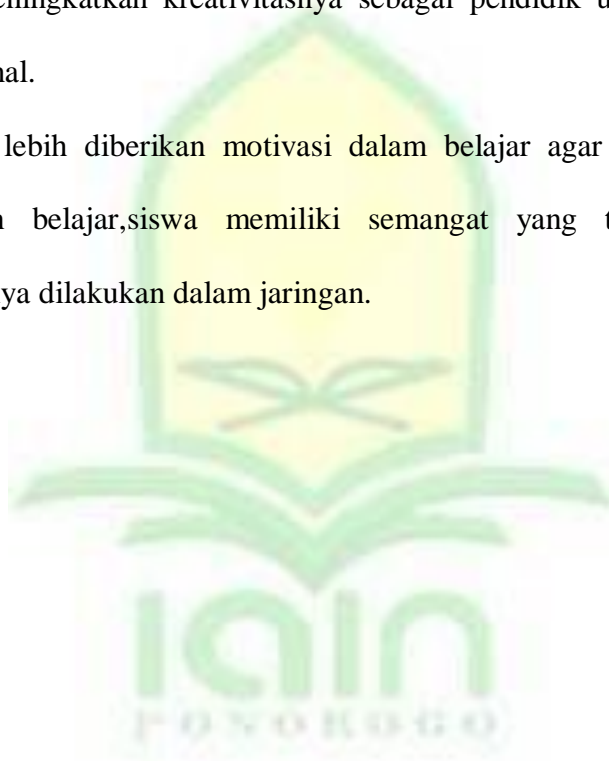 eningkatkan kreativitasnya sebagai pendidik u
nal.
lebih diberikan motivasi dalam belajar agar
n belajar,siswa memiliki semangat yang t
ya dilakukan dalam jaringan.
iain
PONOROGO